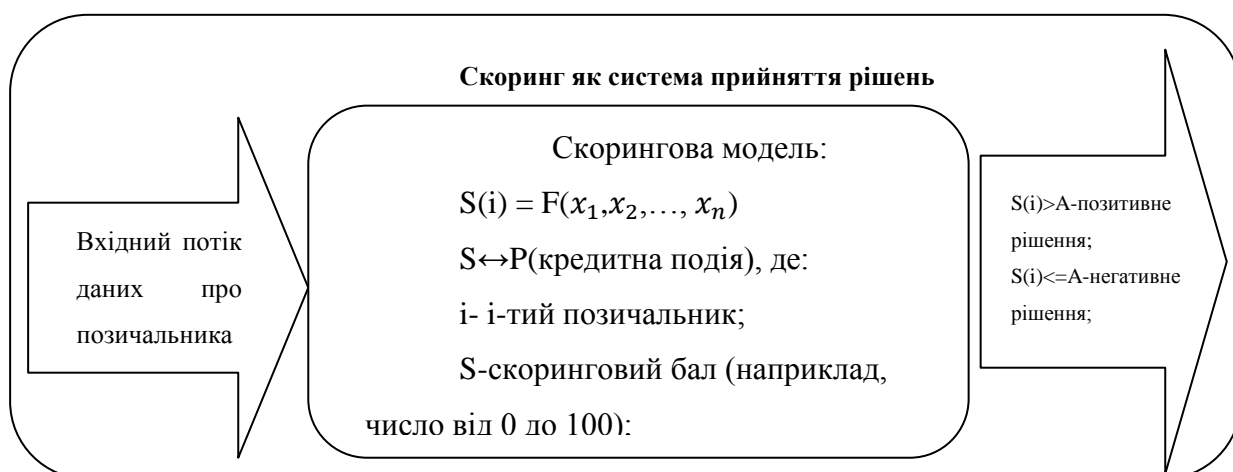 Скоринг як система прийняття рішень
Вхідний потік
даних про
позичальника
Скорингова модель:
S(i) = F(x₁,x₂,…, xₙ)
S↔P(кредитна подія), де:
i- i-тий позичальник;
S-скоринговий бал (наприклад,
число від 0 до 100);
S(i)>A-позитивне
рішення;
S(i)<=A-негативне
рішення;